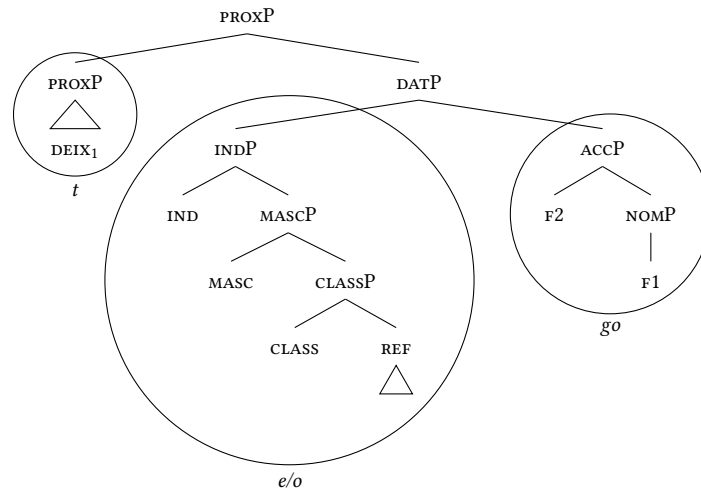 PROXP
PROXP DATP
DEIX₁ INDP ACCP
t
IND MASCP F2 NOMP
MASC CLASSP F1
go
CLASS REF
e/o